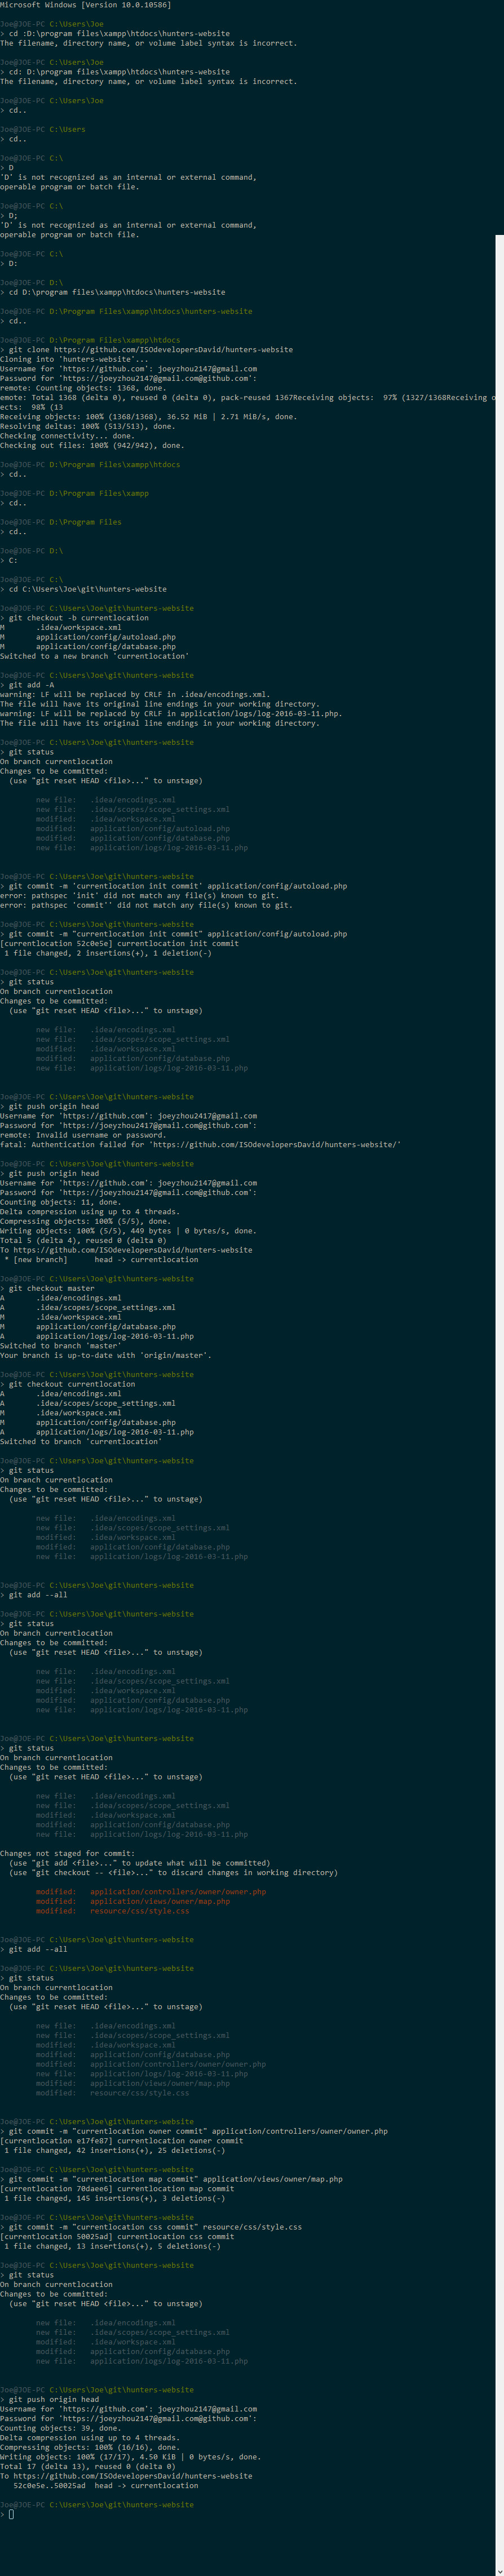 Microsoft Windows [Version 10.0.10586]
Joe@JOE-PC C:\Users\Joe
> cd :D:\program files\xampp\htdocs\hunters-website
The filename, directory name, or volume label syntax is incorrect.
Joe@JOE-PC C:\Users\Joe
> cd: D:\program files\xampp\htdocs\hunters-website
The filename, directory name, or volume label syntax is incorrect.
Joe@JOE-PC C:\Users\Joe
> cd..
Joe@JOE-PC C:\Users
> cd..
Joe@JOE-PC C:\
> D
'D' is not recognized as an internal or external command,
operable program or batch file.
Joe@JOE-PC C:\
> D;
'D' is not recognized as an internal or external command,
operable program or batch file.
Joe@JOE-PC C:\
> D:
Joe@JOE-PC D:\
> cd D:\program files\xampp\htdocs\hunters-website
Joe@JOE-PC D:\Program Files\xampp\htdocs\hunters-website
> cd..
Joe@JOE-PC D:\Program Files\xampp\htdocs
> git clone https://github.com/ISOdevelopersDavid/hunters-website
Cloning into 'hunters-website'...
Username for 'https://github.com': joeyzhou2147@gmail.com
Password for 'https://joeyzhou2147@gmail.com@github.com':
remote: Counting objects: 1368, done.
emote: Total 1368 (delta 0), reused 0 (delta 0), pack-reused 1367Receiving objects:  97% (1327/1368Receiving o
ects:  98% (13
Receiving objects: 100% (1368/1368), 36.52 MiB | 2.71 MiB/s, done.
Resolving deltas: 100% (513/513), done.
Checking connectivity... done.
Checking out files: 100% (942/942), done.
Joe@JOE-PC D:\Program Files\xampp\htdocs
> cd..
Joe@JOE-PC D:\Program Files\xampp
> cd..
Joe@JOE-PC D:\Program Files
> cd..
Joe@JOE-PC D:\
> C:
Joe@JOE-PC C:\
> cd C:\Users\Joe\git\hunters-website
Joe@JOE-PC C:\Users\Joe\git\hunters-website
> git checkout -b currentlocation
M       .idea/workspace.xml
M       application/config/autoload.php
M       application/config/database.php
Switched to a new branch 'currentlocation'
Joe@JOE-PC C:\Users\Joe\git\hunters-website
> git add -A
warning: LF will be replaced by CRLF in .idea/encodings.xml.
The file will have its original line endings in your working directory.
warning: LF will be replaced by CRLF in application/logs/log-2016-03-11.php.
The file will have its original line endings in your working directory.
Joe@JOE-PC C:\Users\Joe\git\hunters-website
> git status
On branch currentlocation
Changes to be committed:
  (use "git reset HEAD <file>..." to unstage)
        new file:   .idea/encodings.xml
        new file:   .idea/scopes/scope_settings.xml
        modified:   .idea/workspace.xml
        modified:   application/config/autoload.php
        modified:   application/config/database.php
        new file:   application/logs/log-2016-03-11.php
Joe@JOE-PC C:\Users\Joe\git\hunters-website
> git commit -m 'currentlocation init commit' application/config/autoload.php
error: pathspec 'init' did not match any file(s) known to git.
error: pathspec 'commit'' did not match any file(s) known to git.
Joe@JOE-PC C:\Users\Joe\git\hunters-website
> git commit -m "currentlocation init commit" application/config/autoload.php
[currentlocation 52c0e5e] currentlocation init commit
 1 file changed, 2 insertions(+), 1 deletion(-)
Joe@JOE-PC C:\Users\Joe\git\hunters-website
> git status
On branch currentlocation
Changes to be committed:
  (use "git reset HEAD <file>..." to unstage)
        new file:   .idea/encodings.xml
        new file:   .idea/scopes/scope_settings.xml
        modified:   .idea/workspace.xml
        modified:   application/config/database.php
        new file:   application/logs/log-2016-03-11.php
Joe@JOE-PC C:\Users\Joe\git\hunters-website
> git push origin head
Username for 'https://github.com': joeyzhou2417@gmail.com
Password for 'https://joeyzhou2417@gmail.com@github.com':
remote: Invalid username or password.
fatal: Authentication failed for 'https://github.com/ISOdevelopersDavid/hunters-website/'
Joe@JOE-PC C:\Users\Joe\git\hunters-website
> git push origin head
Username for 'https://github.com': joeyzhou2147@gmail.com
Password for 'https://joeyzhou2147@gmail.com@github.com':
Counting objects: 11, done.
Delta compression using up to 4 threads.
Compressing objects: 100% (5/5), done.
Writing objects: 100% (5/5), 449 bytes | 0 bytes/s, done.
Total 5 (delta 4), reused 0 (delta 0)
To https://github.com/ISOdevelopersDavid/hunters-website
 * [new branch]      head -> currentlocation
Joe@JOE-PC C:\Users\Joe\git\hunters-website
> git checkout master
A       .idea/encodings.xml
A       .idea/scopes/scope_settings.xml
M       .idea/workspace.xml
M       application/config/database.php
A       application/logs/log-2016-03-11.php
Switched to branch 'master'
Your branch is up-to-date with 'origin/master'.
Joe@JOE-PC C:\Users\Joe\git\hunters-website
> git checkout currentlocation
A       .idea/encodings.xml
A       .idea/scopes/scope_settings.xml
M       .idea/workspace.xml
M       application/config/database.php
A       application/logs/log-2016-03-11.php
Switched to branch 'currentlocation'
Joe@JOE-PC C:\Users\Joe\git\hunters-website
> git status
On branch currentlocation
Changes to be committed:
  (use "git reset HEAD <file>..." to unstage)
        new file:   .idea/encodings.xml
        new file:   .idea/scopes/scope_settings.xml
        modified:   .idea/workspace.xml
        modified:   application/config/database.php
        new file:   application/logs/log-2016-03-11.php
Joe@JOE-PC C:\Users\Joe\git\hunters-website
> git add --all
Joe@JOE-PC C:\Users\Joe\git\hunters-website
> git status
On branch currentlocation
Changes to be committed:
  (use "git reset HEAD <file>..." to unstage)
        new file:   .idea/encodings.xml
        new file:   .idea/scopes/scope_settings.xml
        modified:   .idea/workspace.xml
        modified:   application/config/database.php
        new file:   application/logs/log-2016-03-11.php
Joe@JOE-PC C:\Users\Joe\git\hunters-website
> git status
On branch currentlocation
Changes to be committed:
  (use "git reset HEAD <file>..." to unstage)
        new file:   .idea/encodings.xml
        new file:   .idea/scopes/scope_settings.xml
        modified:   .idea/workspace.xml
        modified:   application/config/database.php
        new file:   application/logs/log-2016-03-11.php
Changes not staged for commit:
  (use "git add <file>..." to update what will be committed)
  (use "git checkout -- <file>..." to discard changes in working directory)
        modified:   application/controllers/owner/owner.php
        modified:   application/views/owner/map.php
        modified:   resource/css/style.css
Joe@JOE-PC C:\Users\Joe\git\hunters-website
> git add --all
Joe@JOE-PC C:\Users\Joe\git\hunters-website
> git status
On branch currentlocation
Changes to be committed:
  (use "git reset HEAD <file>..." to unstage)
        new file:   .idea/encodings.xml
        new file:   .idea/scopes/scope_settings.xml
        modified:   .idea/workspace.xml
        modified:   application/config/database.php
        modified:   application/controllers/owner/owner.php
        new file:   application/logs/log-2016-03-11.php
        modified:   application/views/owner/map.php
        modified:   resource/css/style.css
Joe@JOE-PC C:\Users\Joe\git\hunters-website
> git commit -m "currentlocation owner commit" application/controllers/owner/owner.php
[currentlocation e17fe87] currentlocation owner commit
 1 file changed, 42 insertions(+), 25 deletions(-)
Joe@JOE-PC C:\Users\Joe\git\hunters-website
> git commit -m "currentlocation map commit" application/views/owner/map.php
[currentlocation 70daee6] currentlocation map commit
 1 file changed, 145 insertions(+), 3 deletions(-)
Joe@JOE-PC C:\Users\Joe\git\hunters-website
> git commit -m "currentlocation css commit" resource/css/style.css
[currentlocation 50025ad] currentlocation css commit
 1 file changed, 13 insertions(+), 5 deletions(-)
Joe@JOE-PC C:\Users\Joe\git\hunters-website
> git status
On branch currentlocation
Changes to be committed:
  (use "git reset HEAD <file>..." to unstage)
        new file:   .idea/encodings.xml
        new file:   .idea/scopes/scope_settings.xml
        modified:   .idea/workspace.xml
        modified:   application/config/database.php
        new file:   application/logs/log-2016-03-11.php
Joe@JOE-PC C:\Users\Joe\git\hunters-website
> git push origin head
Username for 'https://github.com': joeyzhou2147@gmail.com
Password for 'https://joeyzhou2147@gmail.com@github.com':
Counting objects: 39, done.
Delta compression using up to 4 threads.
Compressing objects: 100% (16/16), done.
Writing objects: 100% (17/17), 4.50 KiB | 0 bytes/s, done.
Total 17 (delta 13), reused 0 (delta 0)
To https://github.com/ISOdevelopersDavid/hunters-website
   52c0e5e..50025ad  head -> currentlocation
Joe@JOE-PC C:\Users\Joe\git\hunters-website
>